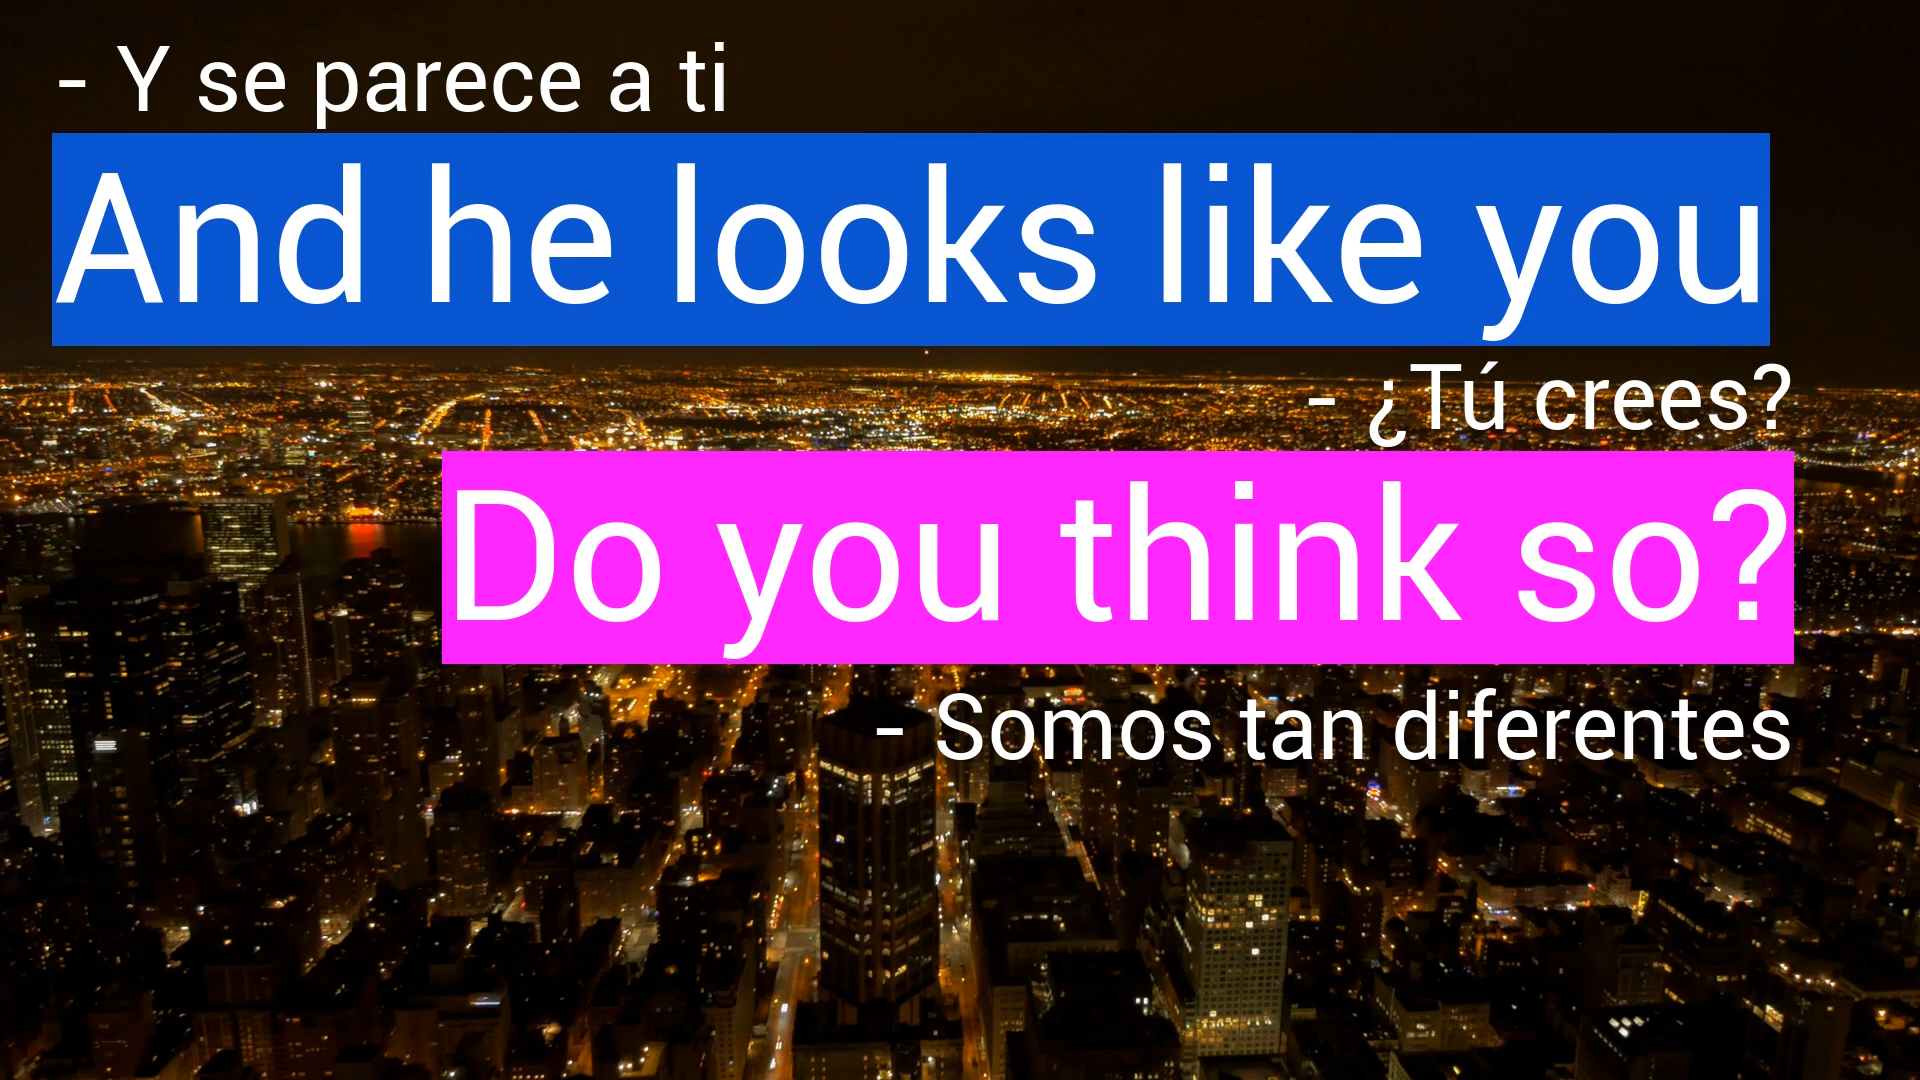 - Y se parece a ti
And he looks like you
- ¿Tú crees?
Do you think so?
- Somos tan diferentes